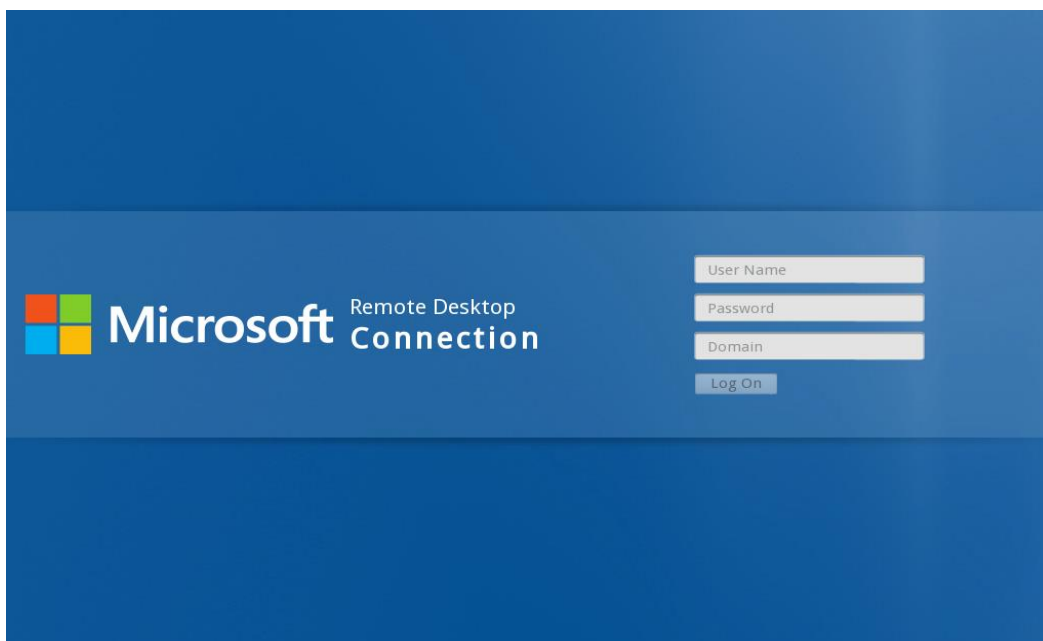 Microsoft
Remote Desktop
Connection
User Name
Password
Domain
Log On